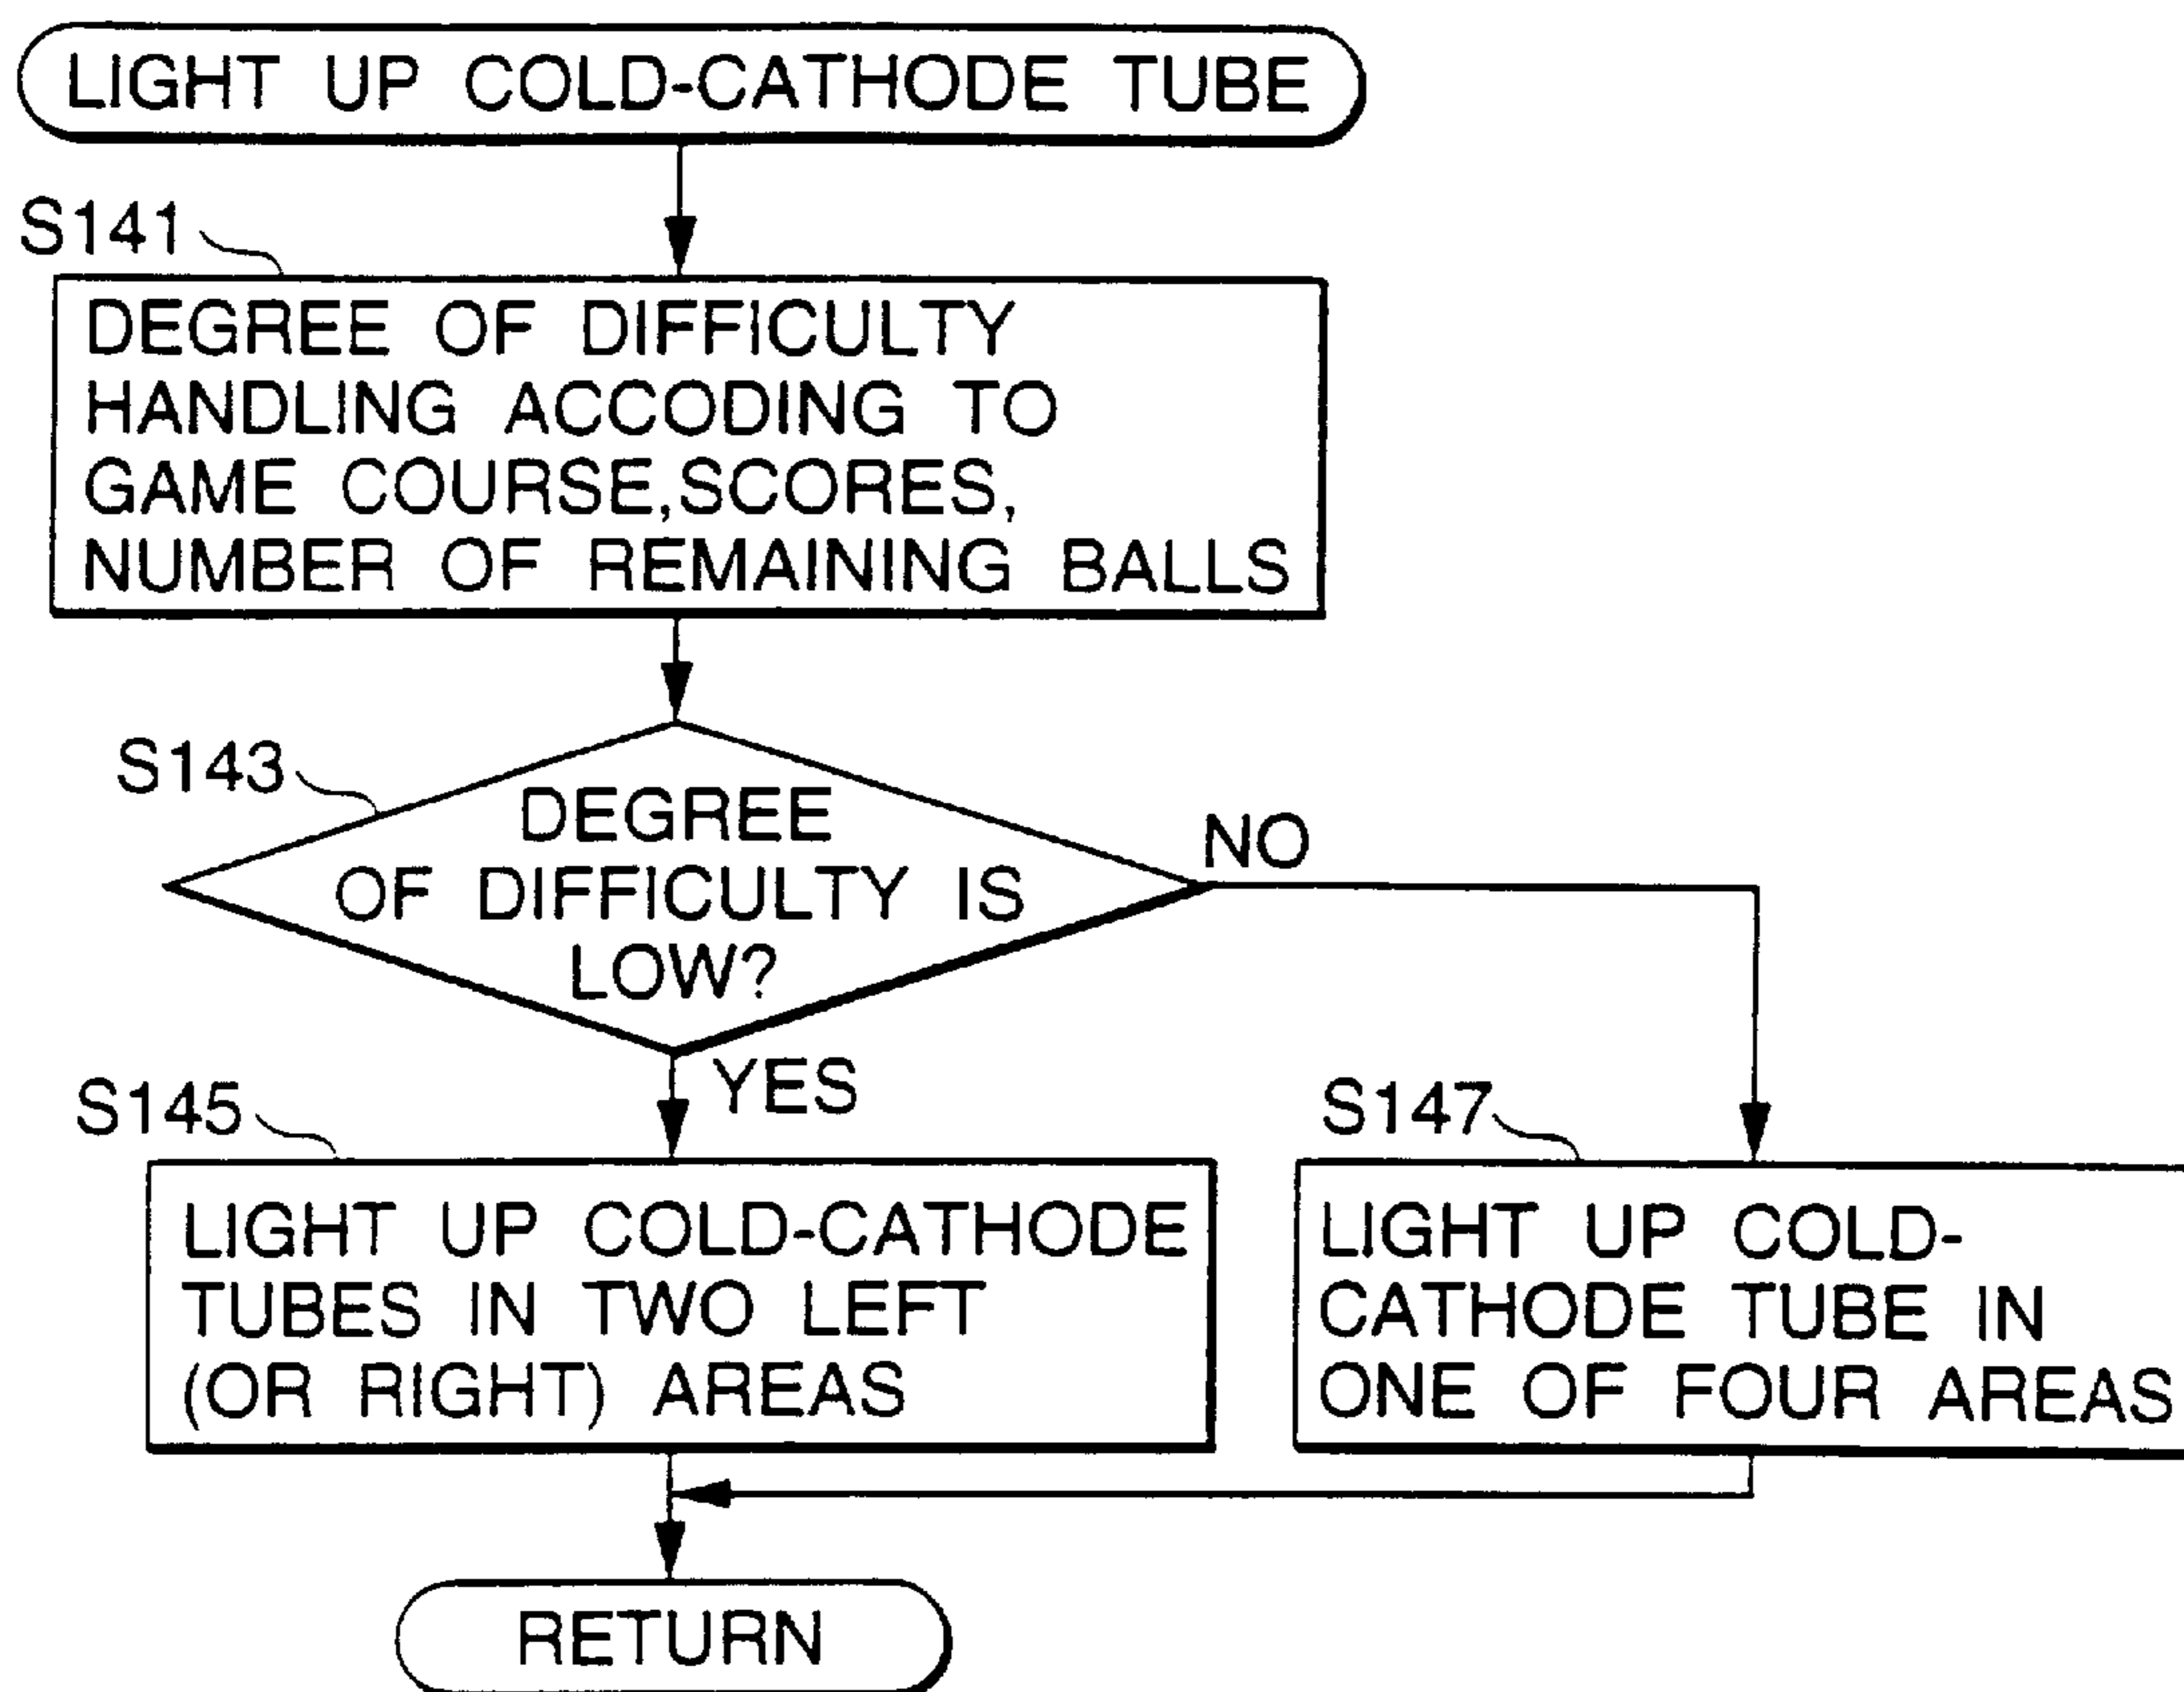 LIGHT UP COLD-CATHODE TUBE
S141
DEGREE OF DIFFICULTY
HANDLING ACCODING TO
GAME COURSE,SCORES,
NUMBER OF REMAINING BALLS
S143
DEGREE
OF DIFFICULTY IS
LOW?
NO
YES
S145
LIGHT UP COLD-CATHODE
TUBES IN TWO LEFT
(OR RIGHT) AREAS
S147
LIGHT UP COLD-
CATHODE TUBE IN
ONE OF FOUR AREAS
RETURN